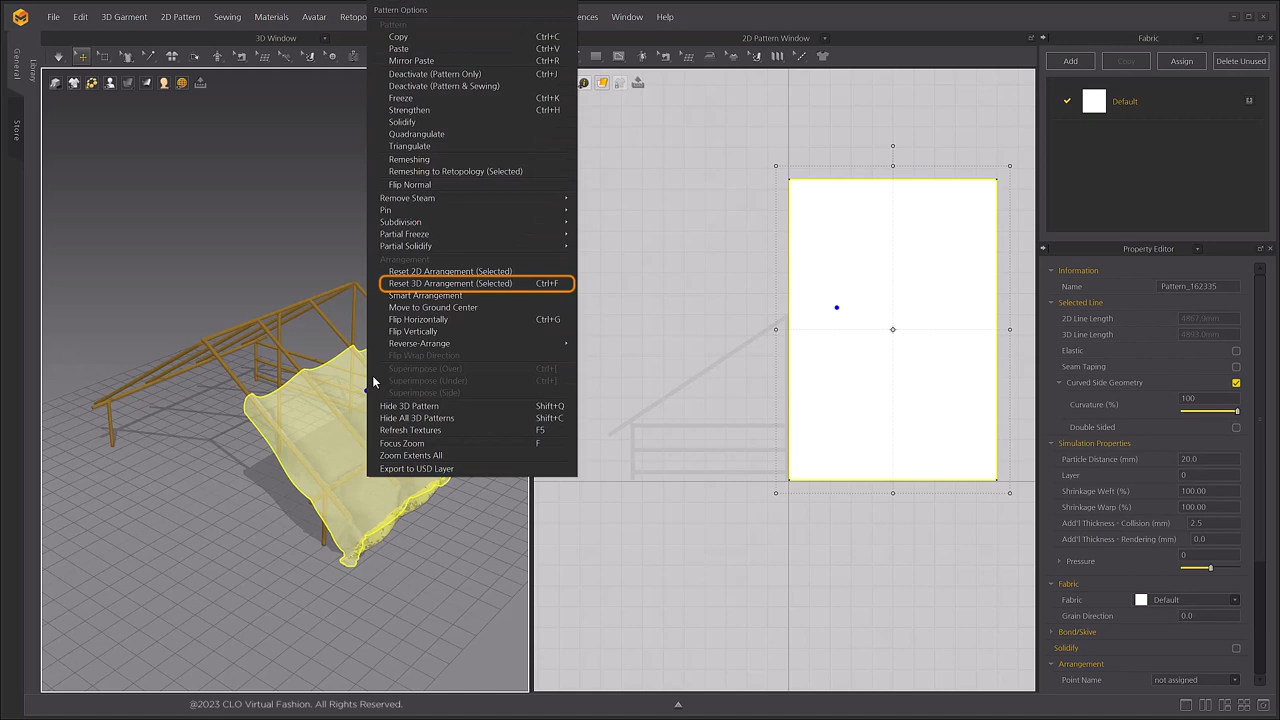 File Edit 3D Garment 2D Pattern Sewing Materials Avatar Retopo
ences Window Help
Pattern Options
3D Window
2D Pattern Window
Fabric
General
Library
Store
Pattern
Copy Ctrl+C
Paste Ctrl+V
Mirror Paste Ctrl+R
Deactivate (Pattern Only) Ctrl+J
Deactivate (Pattern & Sewing)
Freeze Ctrl+K
Strengthen Ctrl+H
Solidify
Quadrangulate
Triangulate
Remeshing
Remeshing to Retopology (Selected)
Flip Normal
Remove Steam
Pin
Subdivision
Partial Freeze
Partial Solidify
Arrangement
Reset 2D Arrangement (Selected)
Reset 3D Arrangement (Selected) Ctrl+F
Smart Arrangement
Move to Ground Center
Flip Horizontally Ctrl+G
Flip Vertically
Reverse-Arrange
Flip Wrap Direction
Superimpose (Over) Ctrl+[
Superimpose (Under) Ctrl+]
Superimpose (Side)
Hide 3D Pattern Shift+Q
Hide All 3D Patterns Shift+C
Refresh Textures F5
Focus Zoom F
Zoom Extents All
Export to USD Layer
Add Copy Assign Delete Unused
Default
Property Editor
Information
Name Pattern_162335
Selected Line
2D Line Length 4867.9mm
3D Line Length 4893.0mm
Elastic
Seam Taping
Curved Side Geometry
Curvature (%) 100
Double Sided
Simulation Properties
Particle Distance (mm) 20.0
Layer 0
Shrinkage Weft (%) 100.00
Shrinkage Warp (%) 100.00
Add'l Thickness - Collision (mm) 2.5
Add'l Thickness - Rendering (mm) 0.0
Pressure 0
Fabric
Fabric Default
Grain Direction 0.0
Bond/Skive
Solidify
Arrangement
Point Name not assigned
@2023 CLO Virtual Fashion. All Rights Reserved.